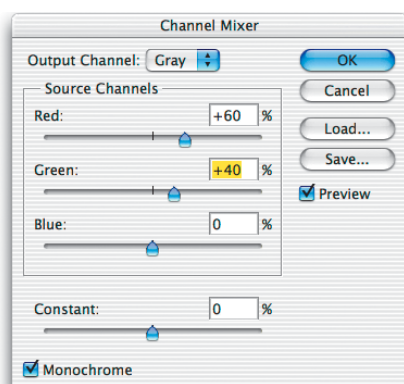 Channel Mixer
Output Channel: Gray
OK
Source Channels
Cancel
Red: +60 %
Load...
Green: +40 %
Save...
Preview
Blue: 0 %
Constant: 0 %
Monochrome